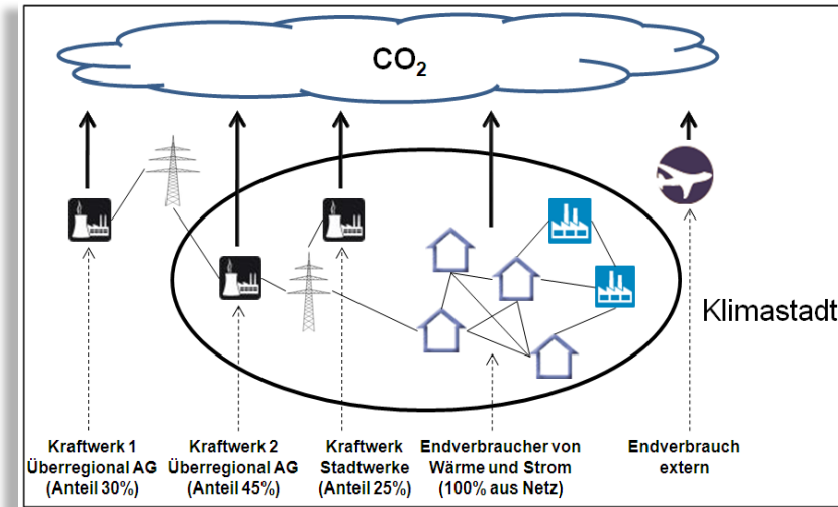 CO₂
Klimastadt
Kraftwerk 1
Überregional AG
(Anteil 30%)
Kraftwerk 2
Überregional AG
(Anteil 45%)
Kraftwerk
Stadtwerke
(Anteil 25%)
Endverbraucher von
Wärme und Strom
(100% aus Netz)
Endverbrauch
extern